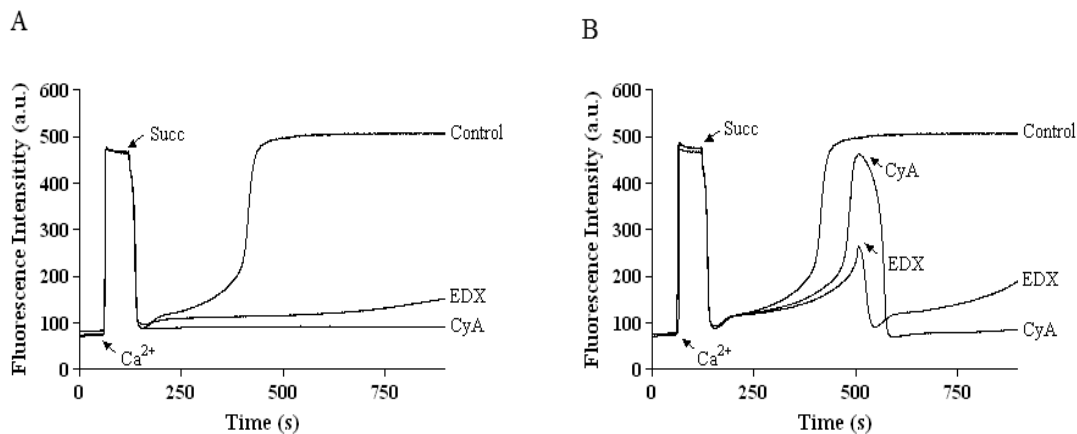 A
Fluorescence Intensitity (a.u.)
600
500
400
300
200
100
0
Succ
Ca2+
Control
EDX
CyA
0
250
500
750
Time (s)
B
Fluorescence Intensity (a.u.)
600
500
400
300
200
100
0
Succ
Ca2+
Control
CyA
EDX
EDX
CyA
0
250
500
750
Time (s)